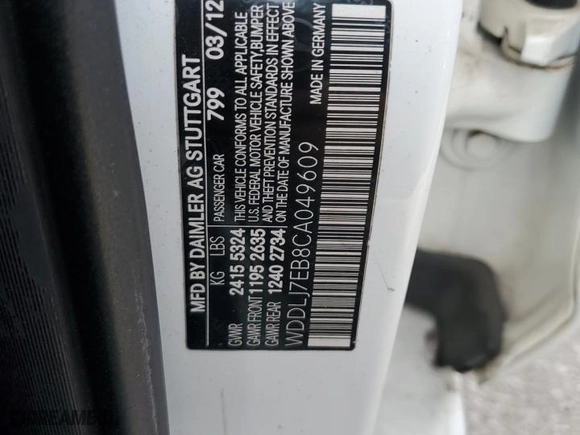 MFD BY DAIMLER AG STUTTGART
799 03/12
KG LBS PASSENGER CAR
GVWR 2415 5324 THIS VEHICLE CONFORMS TO ALL APPLICABLE
GAWR FRONT 1195 2635 U.S. FEDERAL MOTOR VEHICLE SAFETY, BUMPER,
GAWR REAR 1240 2734 AND THEFT PREVENTION STANDARDS IN EFFECT
ON THE DATE OF MANUFACTURE SHOWN ABOVE
WDDLJ7EB8CA049609 MADE IN GERMANY